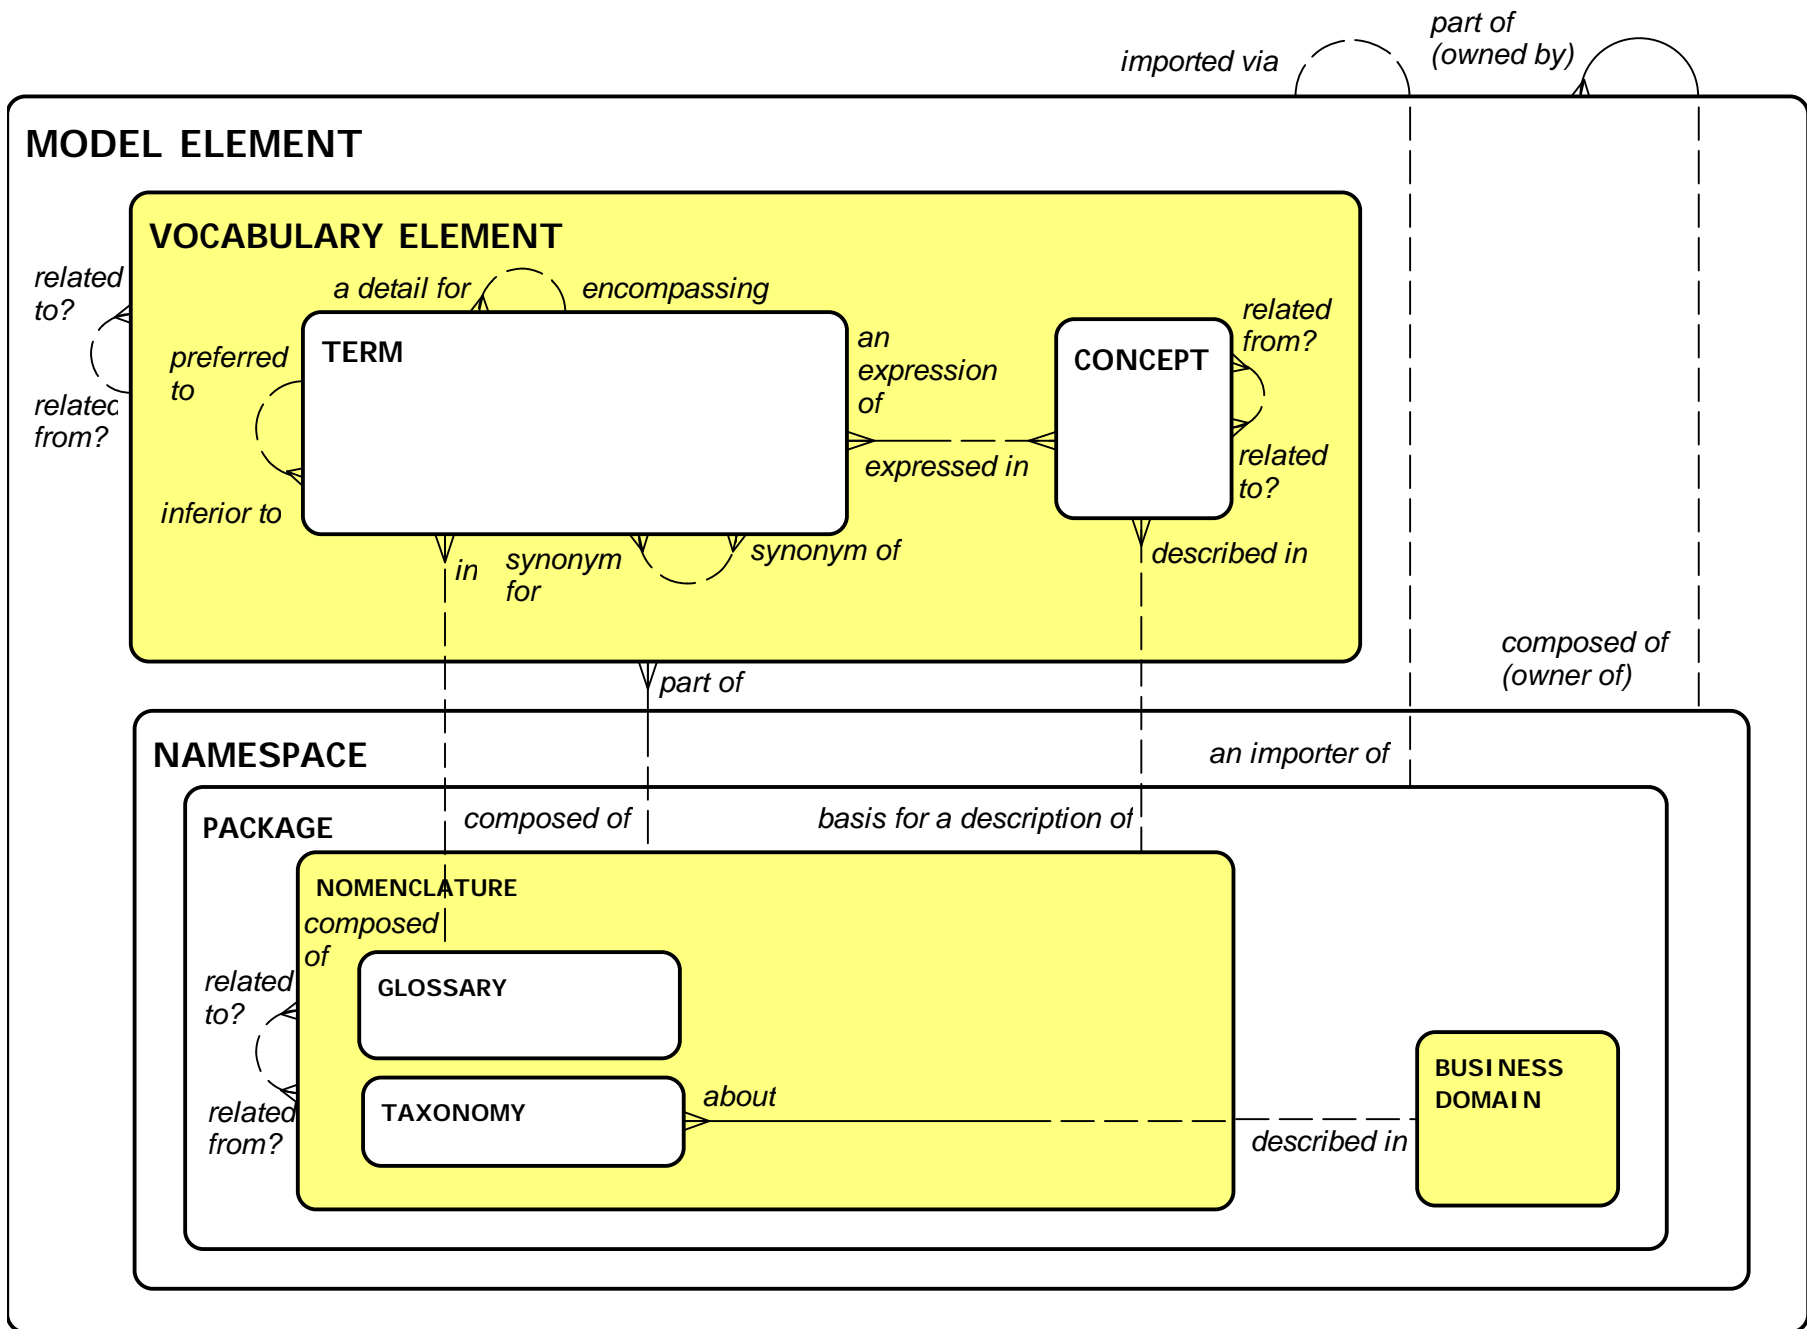 part of
(owned by)
imported via
MODEL ELEMENT
VOCABULARY ELEMENT
related
to?
related
from?
a detail for
encompassing
preferred
to
TERM
inferior to
an
expression
of
expressed in
CONCEPT
related
from?
related
to?
in
synonym
for
synonym of
described in
part of
composed of
(owner of)
NAMESPACE
an importer of
PACKAGE
composed of
basis for a description of
NOMENCLATURE
composed
of
GLOSSARY
related
to?
related
from?
TAXONOMY
about
described in
BUSINESS
DOMAIN